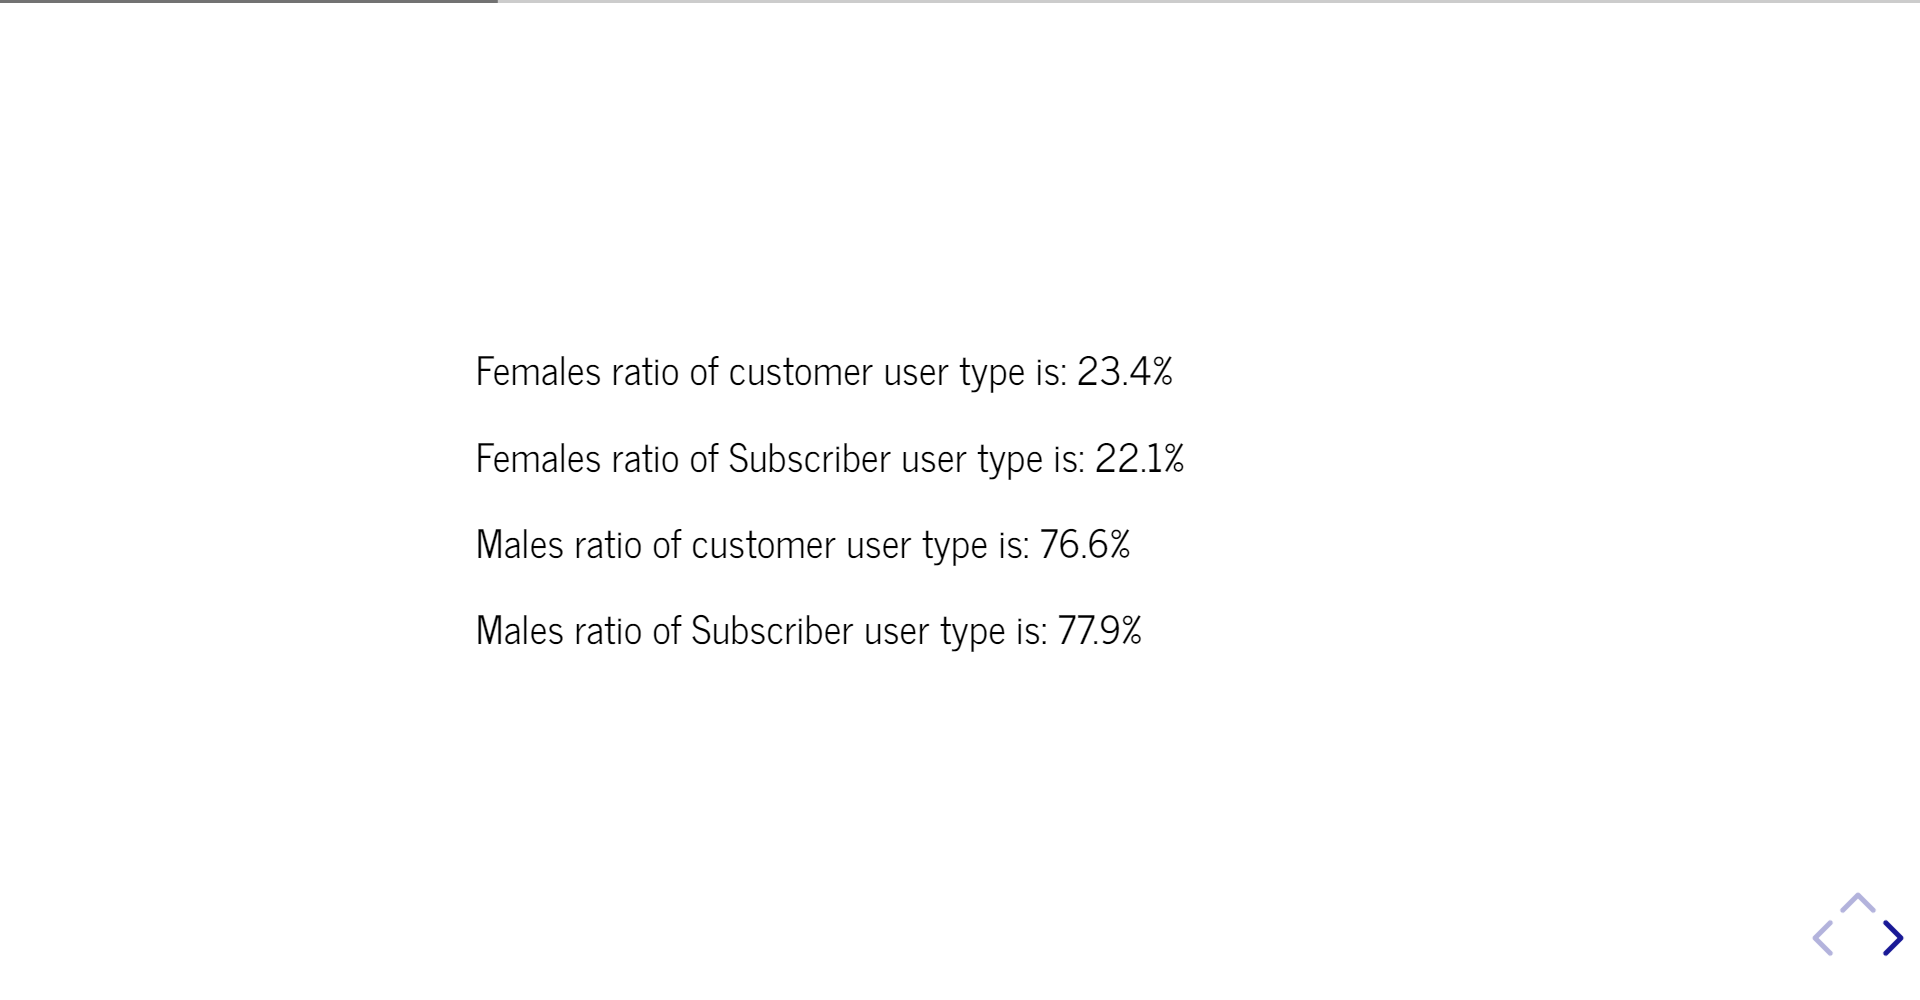 Females ratio of customer user type is: 23.4%
Females ratio of Subscriber user type is: 22.1%
Males ratio of customer user type is: 76.6%
Males ratio of Subscriber user type is: 77.9%